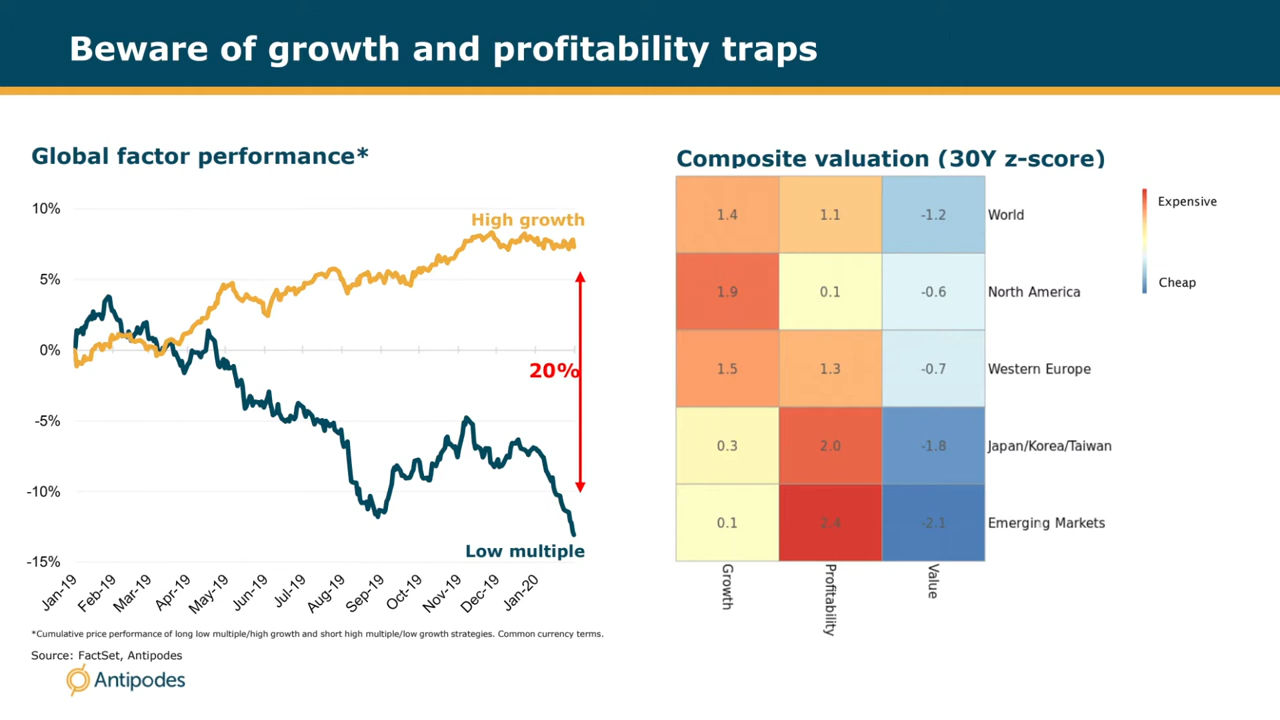 Beware of growth and profitability traps
Global factor performance*
10%
5%
0%
-5%
-10%
-15%
High growth
20%
Low multiple
Jan-19
Feb-19
Mar-19
Apr-19
May-19
Jun-19
Jul-19
Aug-19
Sep-19
Oct-19
Nov-19
Dec-19
Jan-20
*Cumulative price performance of long low multiple/high growth and short high multiple/low growth strategies. Common currency terms.
Source: FactSet, Antipodes
Antipodes
Composite valuation (30Y z-score)
1.4 1.1 -1.2 World
1.9 0.1 -0.6 North America
1.5 1.3 -0.7 Western Europe
0.3 2.0 -1.8 Japan/Korea/Taiwan
0.1 2.4 -2.1 Emerging Markets
Growth
Profitability
Value
Expensive
Cheap